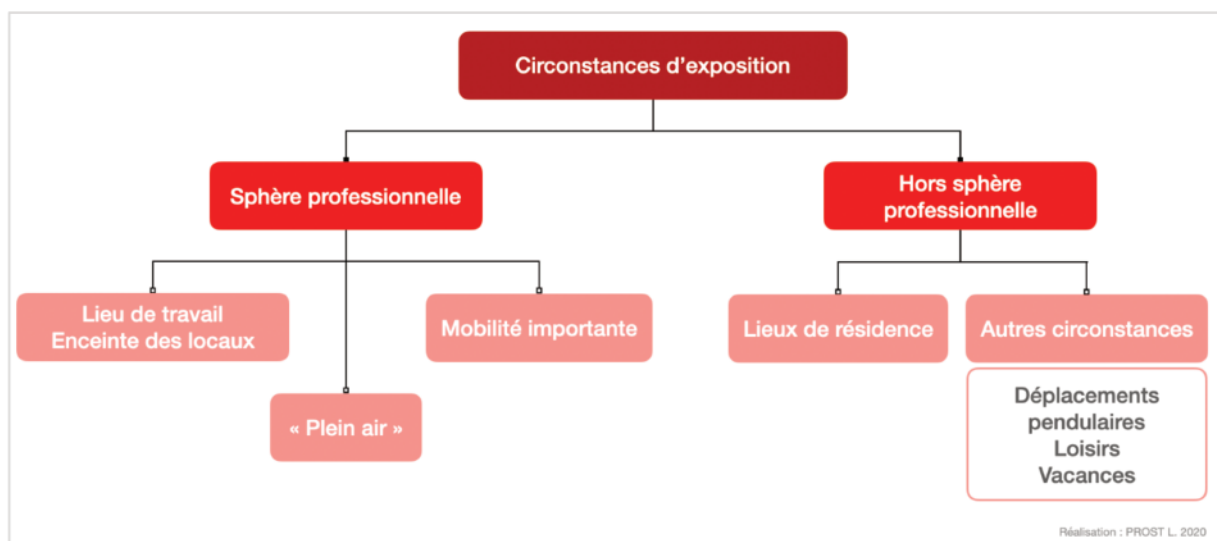 Circonstances d'exposition
Sphère professionnelle
Hors sphère
professionnelle
Lieu de travail
Enceinte des locaux
Mobilité importante
Lieux de résidence
Autres circonstances
« Plein air »
Déplacements
pendulaires
Loisirs
Vacances
Réalisation : PROST L. 2020